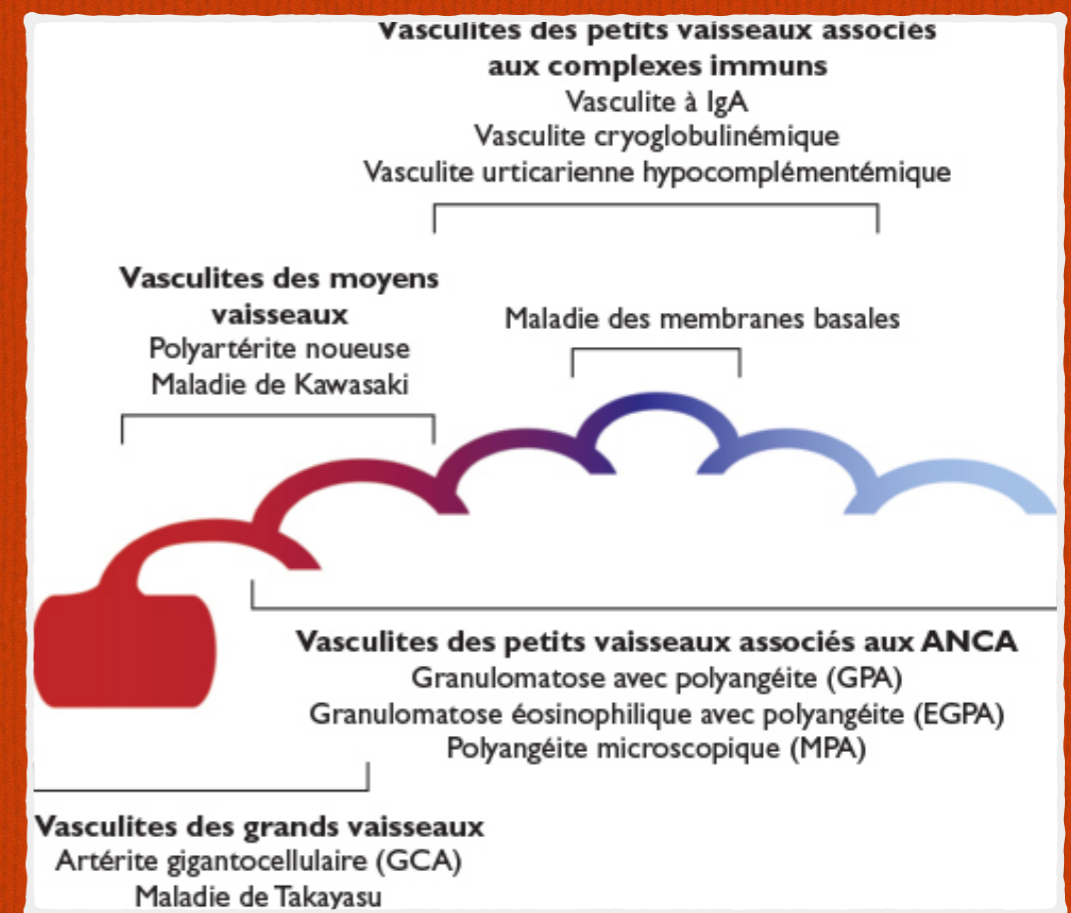 Vasculites des petits vaisseaux associés
aux complexes immuns
Vasculite à IgA
Vasculite cryoglobulinémique
Vasculite urticarienne hypocomplémentémique
Vasculites des moyens
vaisseaux
Polyartérite noueuse
Maladie de Kawasaki
Maladie des membranes basales
Vasculites des petits vaisseaux associés aux ANCA
Granulomatose avec polyangéite (GPA)
Granulomatose éosinophilique avec polyangéite (EGPA)
Polyangéite microscopique (MPA)
Vasculites des grands vaisseaux
Artérite gigantocellulaire (GCA)
Maladie de Takayasu